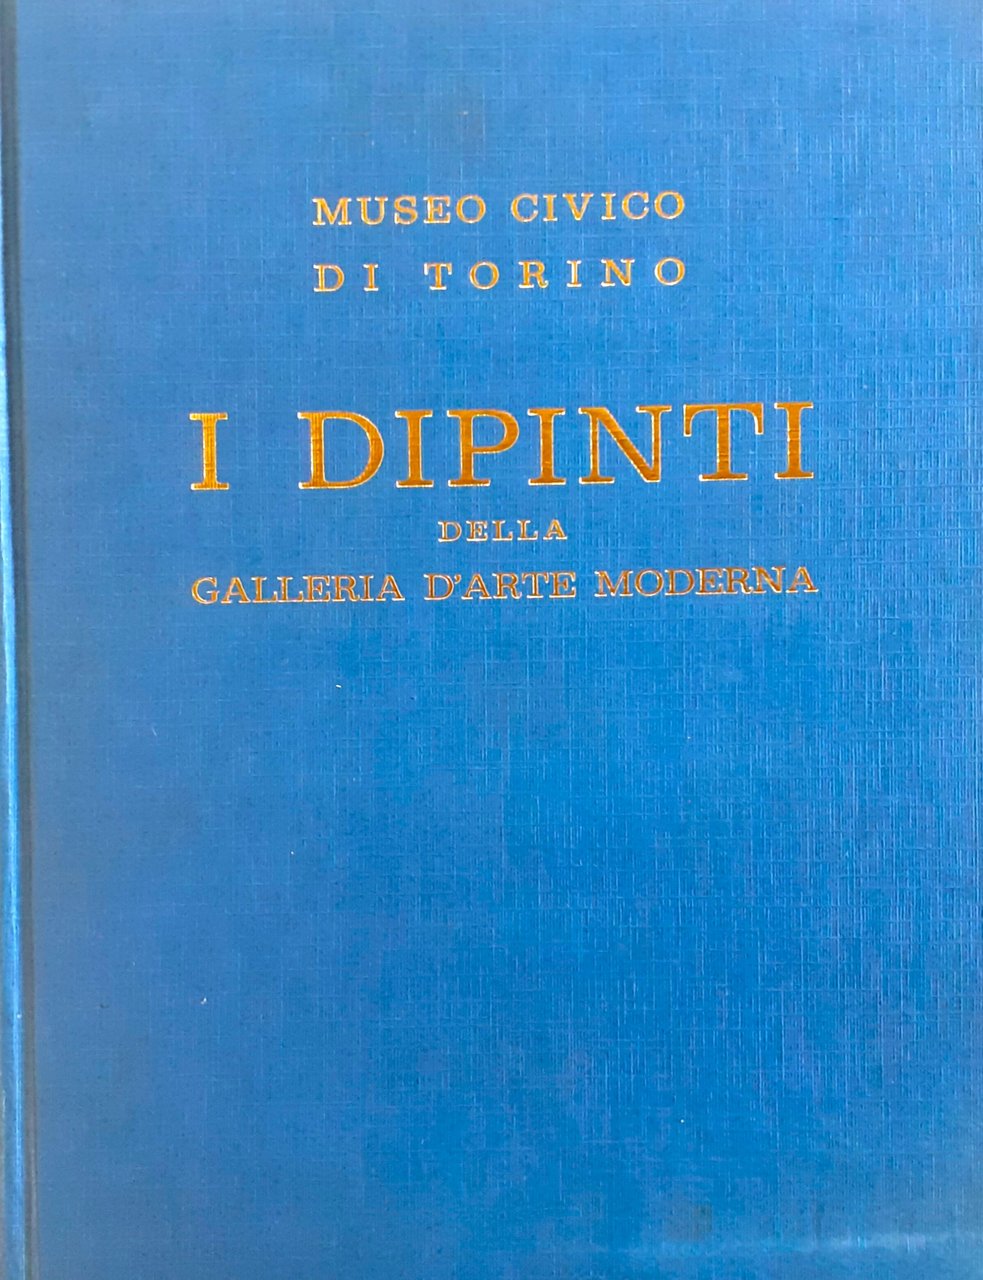 MUSEO CIVICO
DI TORINO
I DIPINTI
DELLA
GALLERIA D'ARTE MODERNA